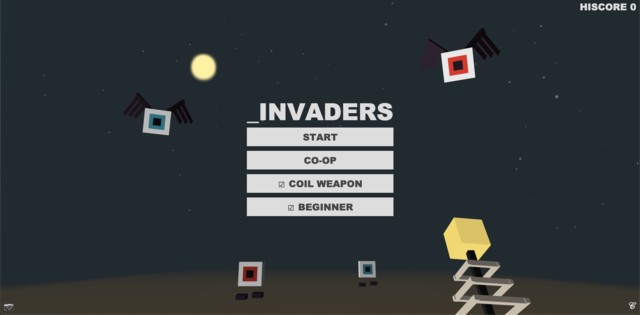 HISCORE 0
_INVADERS
START
CO-OP
☑ COIL WEAPON
☑ BEGINNER